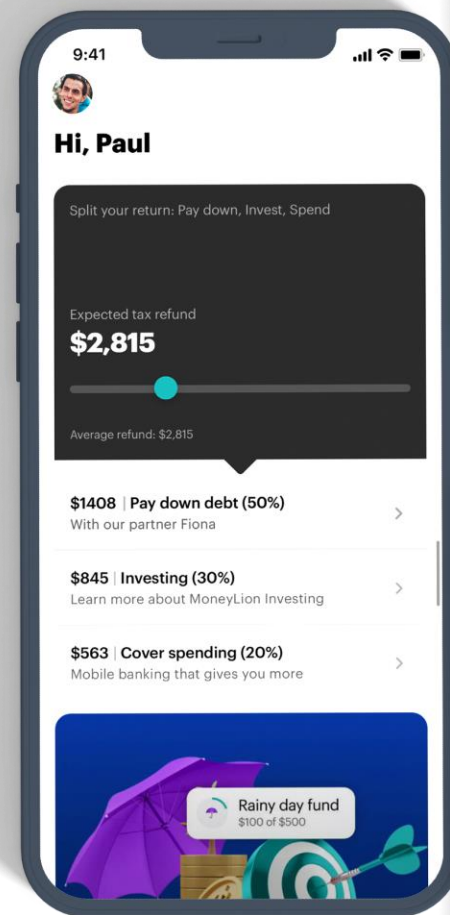 9:41
Hi, Paul
Split your return: Pay down, Invest, Spend
Expected tax refund
$2,815
Average refund: $2,815
$1408 | Pay down debt (50%)
With our partner Fiona
$845 | Investing (30%)
Learn more about MoneyLion Investing
$563 | Cover spending (20%)
Mobile banking that gives you more
Rainy day fund
$100 of $500